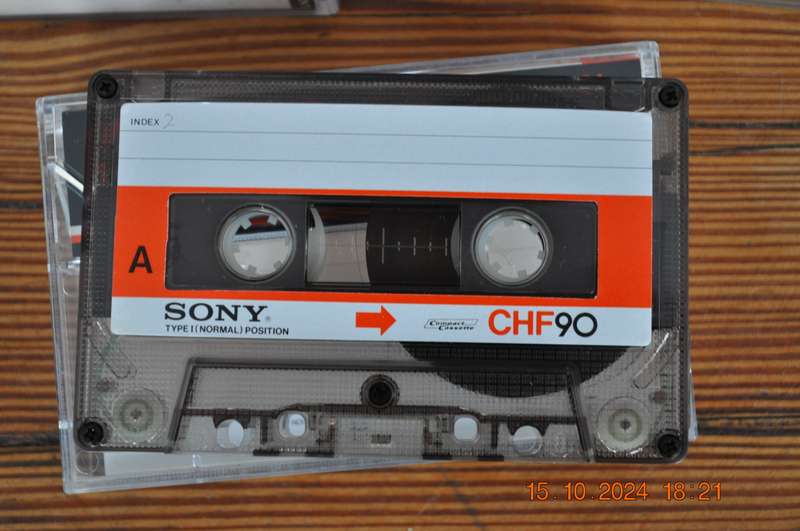 INDEX 2
A
SONY®
TYPE I (NORMAL) POSITION
Compact
Cassette
CHF90
15.10.2024 18:21